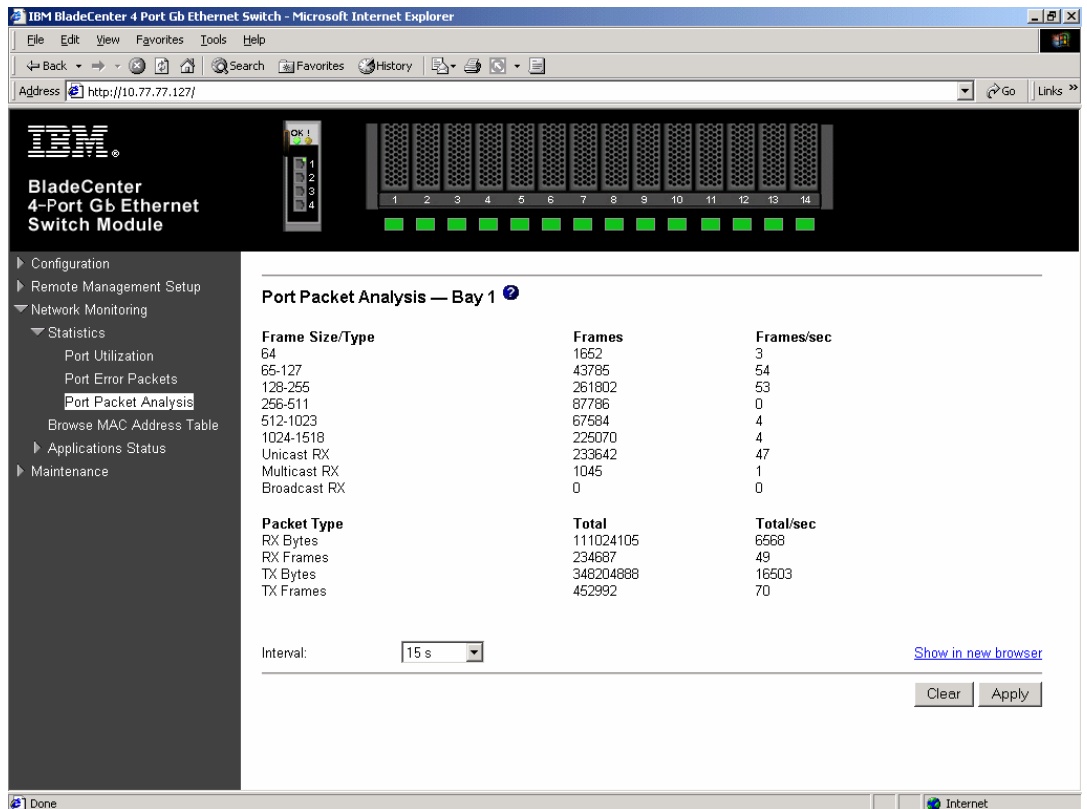 IBM BladeCenter 4 Port Gb Ethernet Switch - Microsoft Internet Explorer
File Edit View Favorites Tools Help
Back Search Favorites History
Address http://10.77.77.127/ Go Links »
IBM®
BladeCenter
4-Port Gb Ethernet
Switch Module
OK !
1
2
3
4
1 2 3 4 5 6 7 8 9 10 11 12 13 14
Configuration
Remote Management Setup
Network Monitoring
Statistics
Port Utilization
Port Error Packets
Port Packet Analysis
Browse MAC Address Table
Applications Status
Maintenance
Port Packet Analysis — Bay 1 ?
Frame Size/Type Frames Frames/sec
64 1652 3
65-127 43785 54
128-255 261802 53
256-511 87786 0
512-1023 67584 4
1024-1518 225070 4
Unicast RX 233642 47
Multicast RX 1045 1
Broadcast RX 0 0
Packet Type Total Total/sec
RX Bytes 111024105 6568
RX Frames 234687 49
TX Bytes 348204888 16503
TX Frames 452992 70
Interval: 15 s Show in new browser
Clear Apply
Done Internet